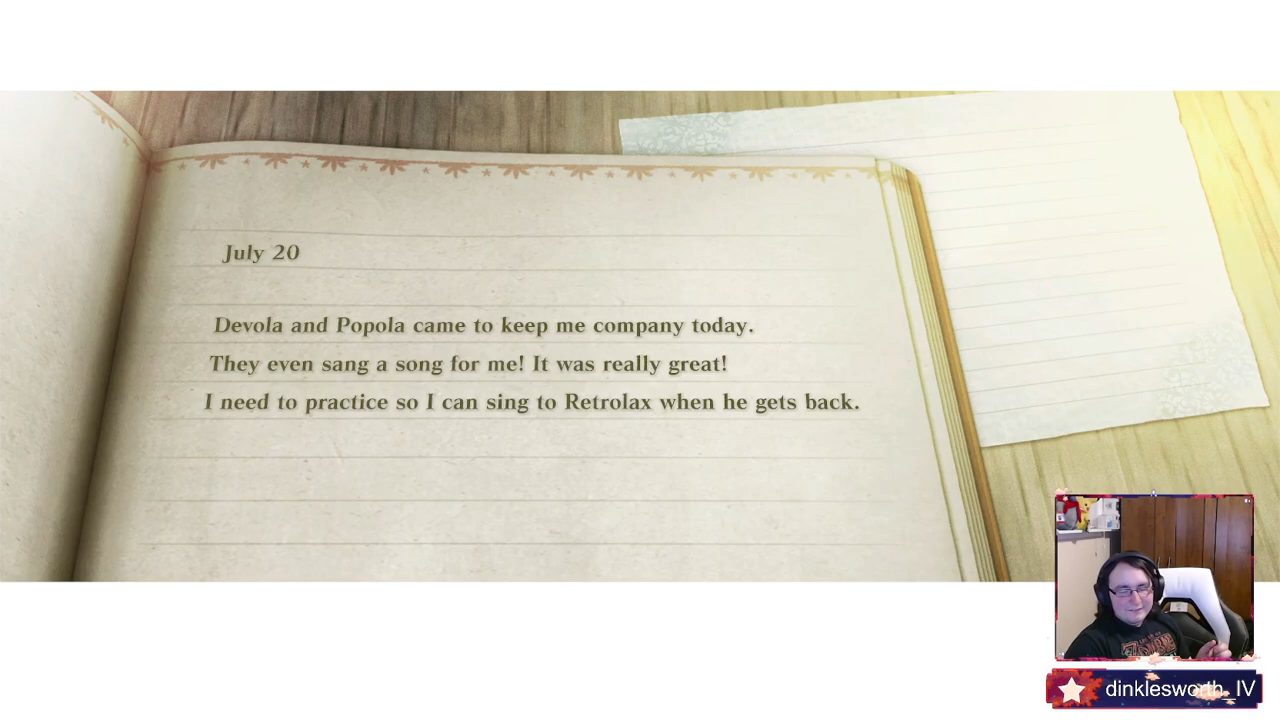 July 20
Devola and Popola came to keep me company today.
They even sang a song for me! It was really great!
I need to practice so I can sing to Retrolax when he gets back.
dinklesworth_IV